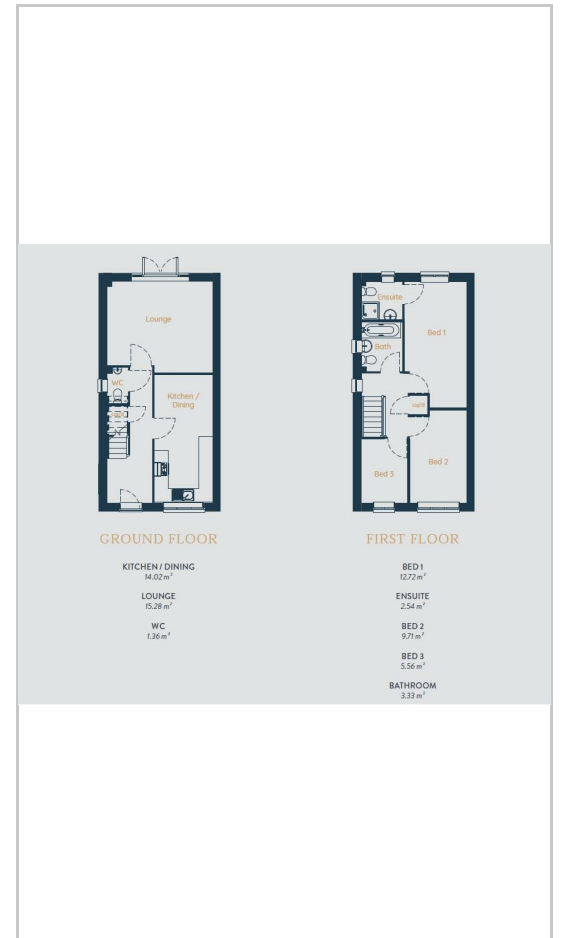 Lounge
WC
Kitchen /
Dining
GROUND FLOOR
KITCHEN / DINING
14.02 m²
LOUNGE
15.28 m²
WC
1.36 m²
Ensuite
Bed 1
Bath
Bed 2
Bed 3
FIRST FLOOR
BED 1
12.72 m²
ENSUITE
2.54 m²
BED 2
9.71 m²
BED 3
5.56 m²
BATHROOM
3.33 m²